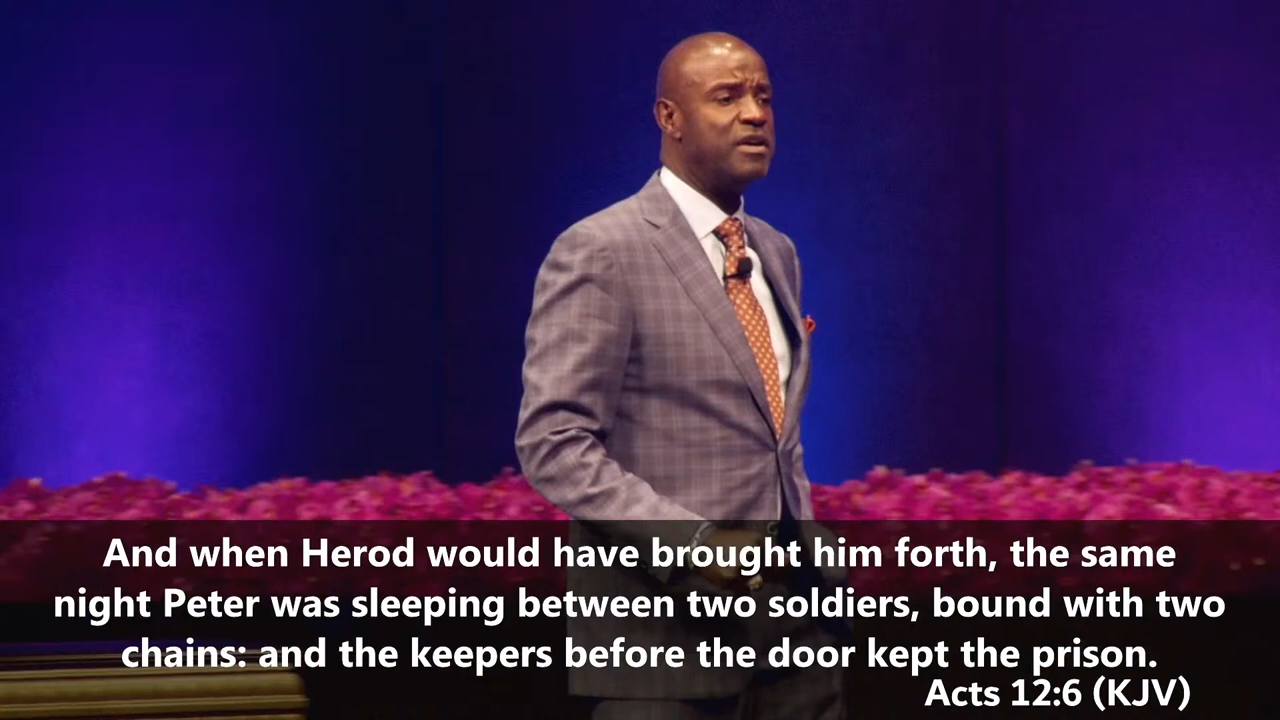 And when Herod would have brought him forth, the same
night Peter was sleeping between two soldiers, bound with two
chains: and the keepers before the door kept the prison.
Acts 12:6 (KJV)